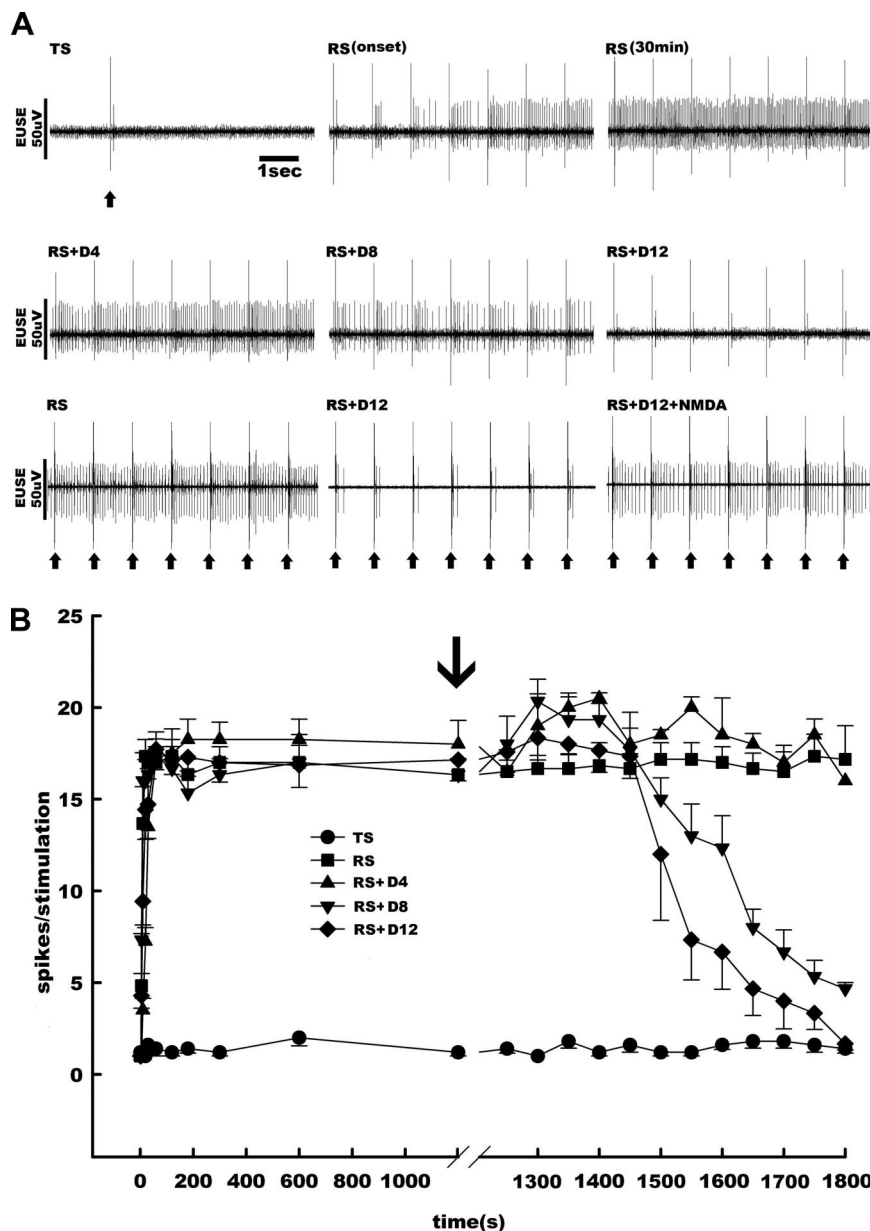 A
TS
RS(onset)
RS(30min)
EUSE
50uV
1sec
RS+D4
RS+D8
RS+D12
EUSE
50uV
RS
RS+D12
RS+D12+NMDA
EUSE
50uV
B
25
20
15
10
5
0
spikes/stimulation
TS
RS
RS+D4
RS+D8
RS+D12
0 200 400 600 800 1000 1300 1400 1500 1600 1700 1800
time(s)